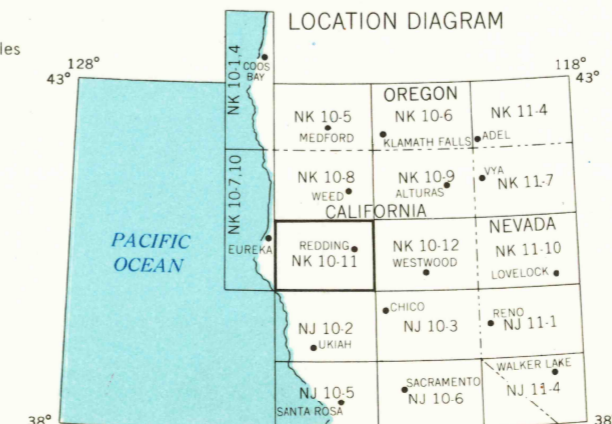 LOCATION DIAGRAM
les
128°
118°
43°
43°
NK 10-1,4
COOS
BAY
OREGON
NK 10-5
MEDFORD
NK 10-6
KLAMATH FALLS
NK 11-4
ADEL
NK 10-7,10
NK 10-8
WEED
NK 10-9
ALTURAS
VYA
NK 11-7
CALIFORNIA
NEVADA
PACIFIC
OCEAN
EUREKA
REDDING
NK 10-11
NK 10-12
WESTWOOD
NK 11-10
LOVELOCK
NJ 10-2
UKIAH
CHICO
NJ 10-3
RENO
NJ 11-1
NJ 10-5
SANTA ROSA
SACRAMENTO
NJ 10-6
WALKER LAKE
NJ 11-4
38°
38